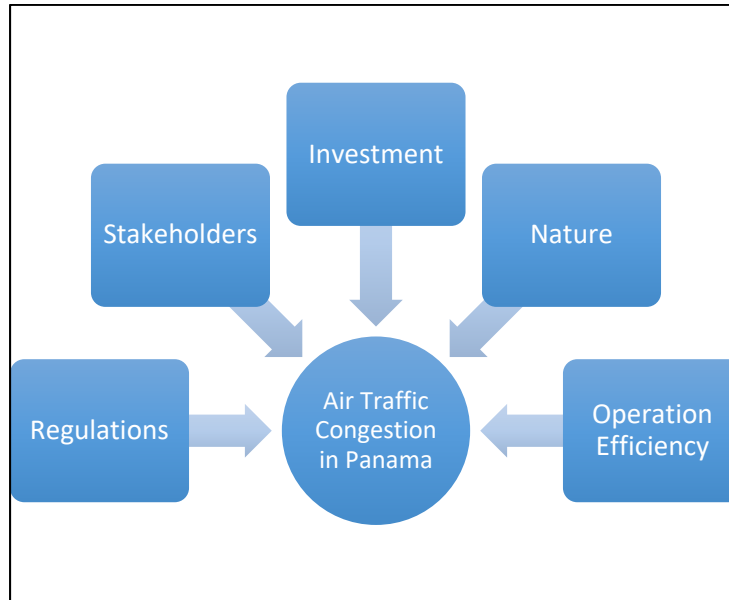 Investment
Stakeholders
Nature
Regulations
Air Traffic
Congestion
in Panama
Operation
Efficiency